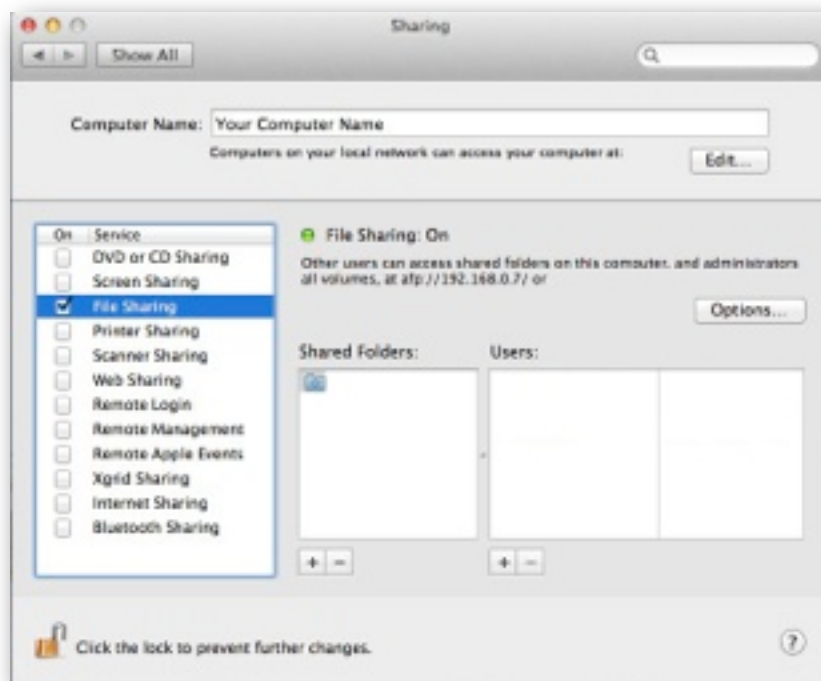 Sharing
Show All
Computer Name: Your Computer Name
Computers on your local network can access your computer at:
Edit...
On Service
DVD or CD Sharing
Screen Sharing
File Sharing
Printer Sharing
Scanner Sharing
Web Sharing
Remote Login
Remote Management
Remote Apple Events
Xgrid Sharing
Internet Sharing
Bluetooth Sharing
File Sharing: On
Other users can access shared folders on this computer, and administrators
all volumes, at afp://192.168.0.7/ or
Options...
Shared Folders:
Users:
+ −
+ −
Click the lock to prevent further changes.
?